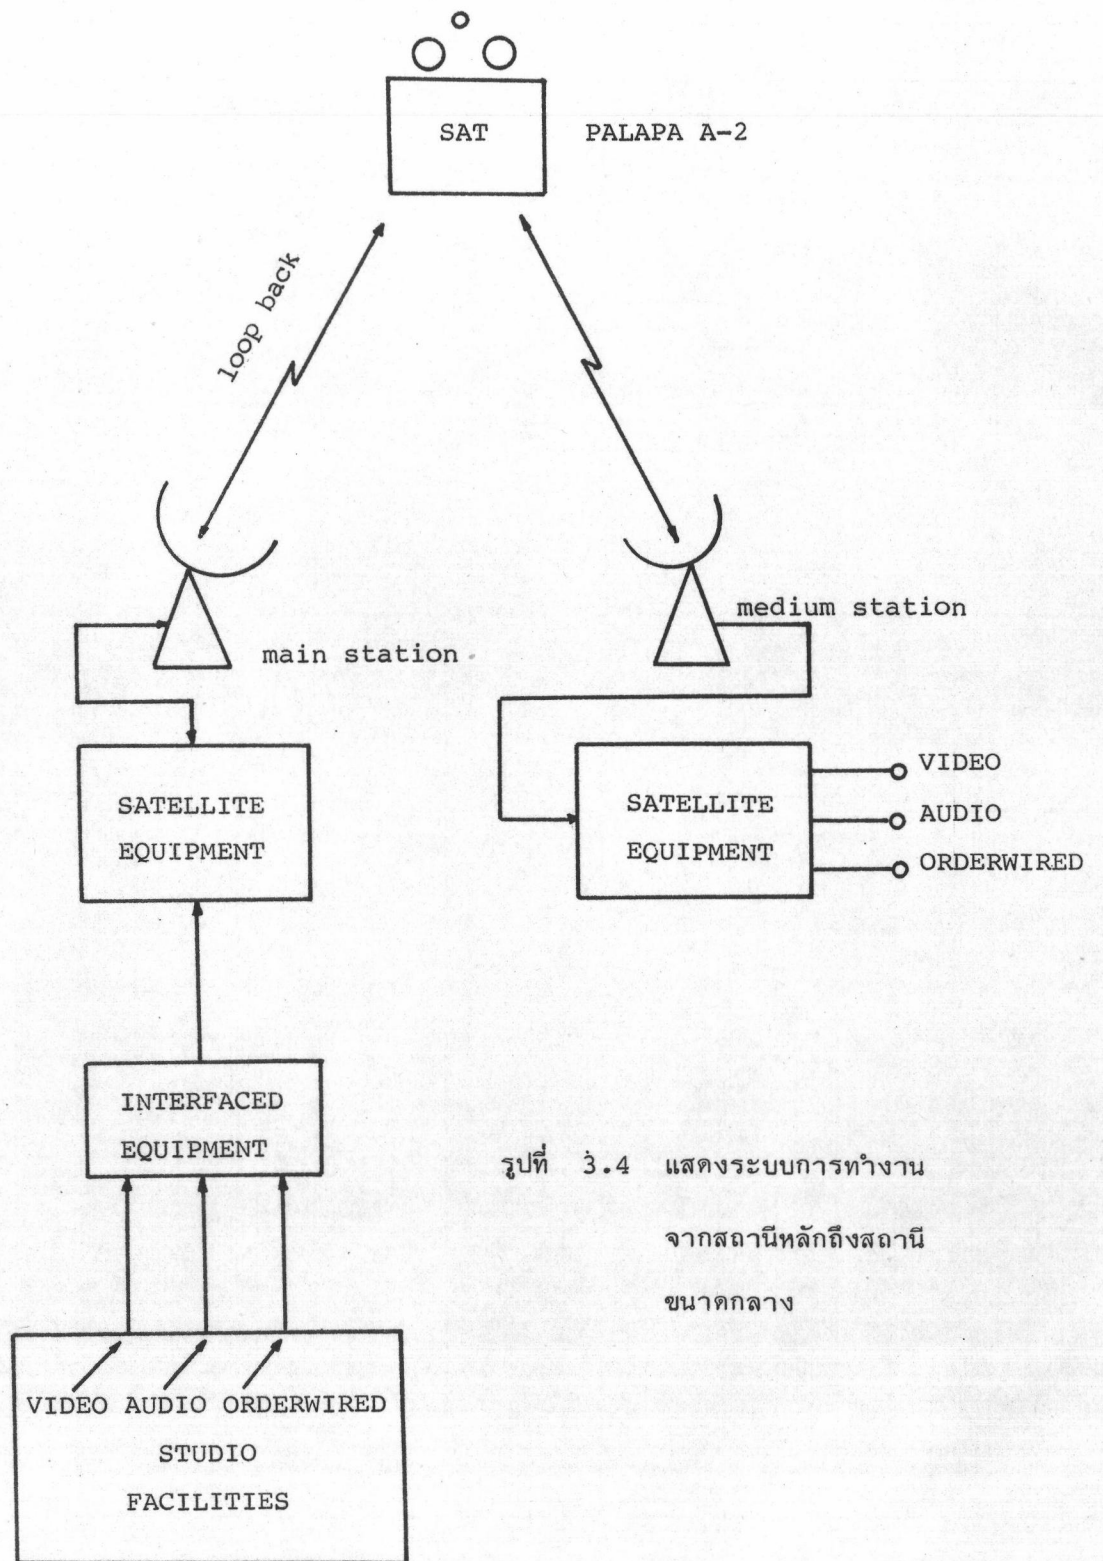 SAT PALAPA A-2
loop back
medium station
main station
SATELLITE
EQUIPMENT
SATELLITE
EQUIPMENT
VIDEO
AUDIO
ORDERWIRED
INTERFACED
EQUIPMENT
รูปที่ 3.4 แสดงระบบการทำงาน
จากสถานีหลักถึงสถานี
ขนาดกลาง
VIDEO AUDIO ORDERWIRED
STUDIO
FACILITIES